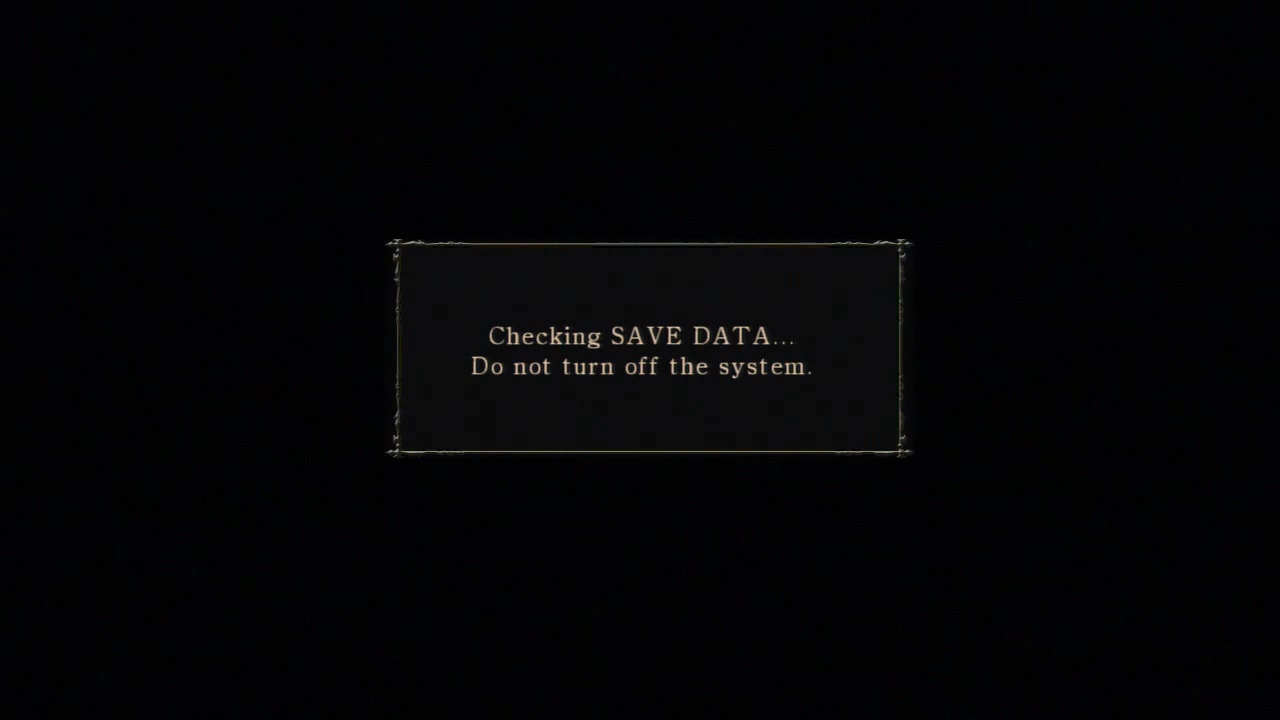 Checking SAVE DATA...
Do not turn off the system.